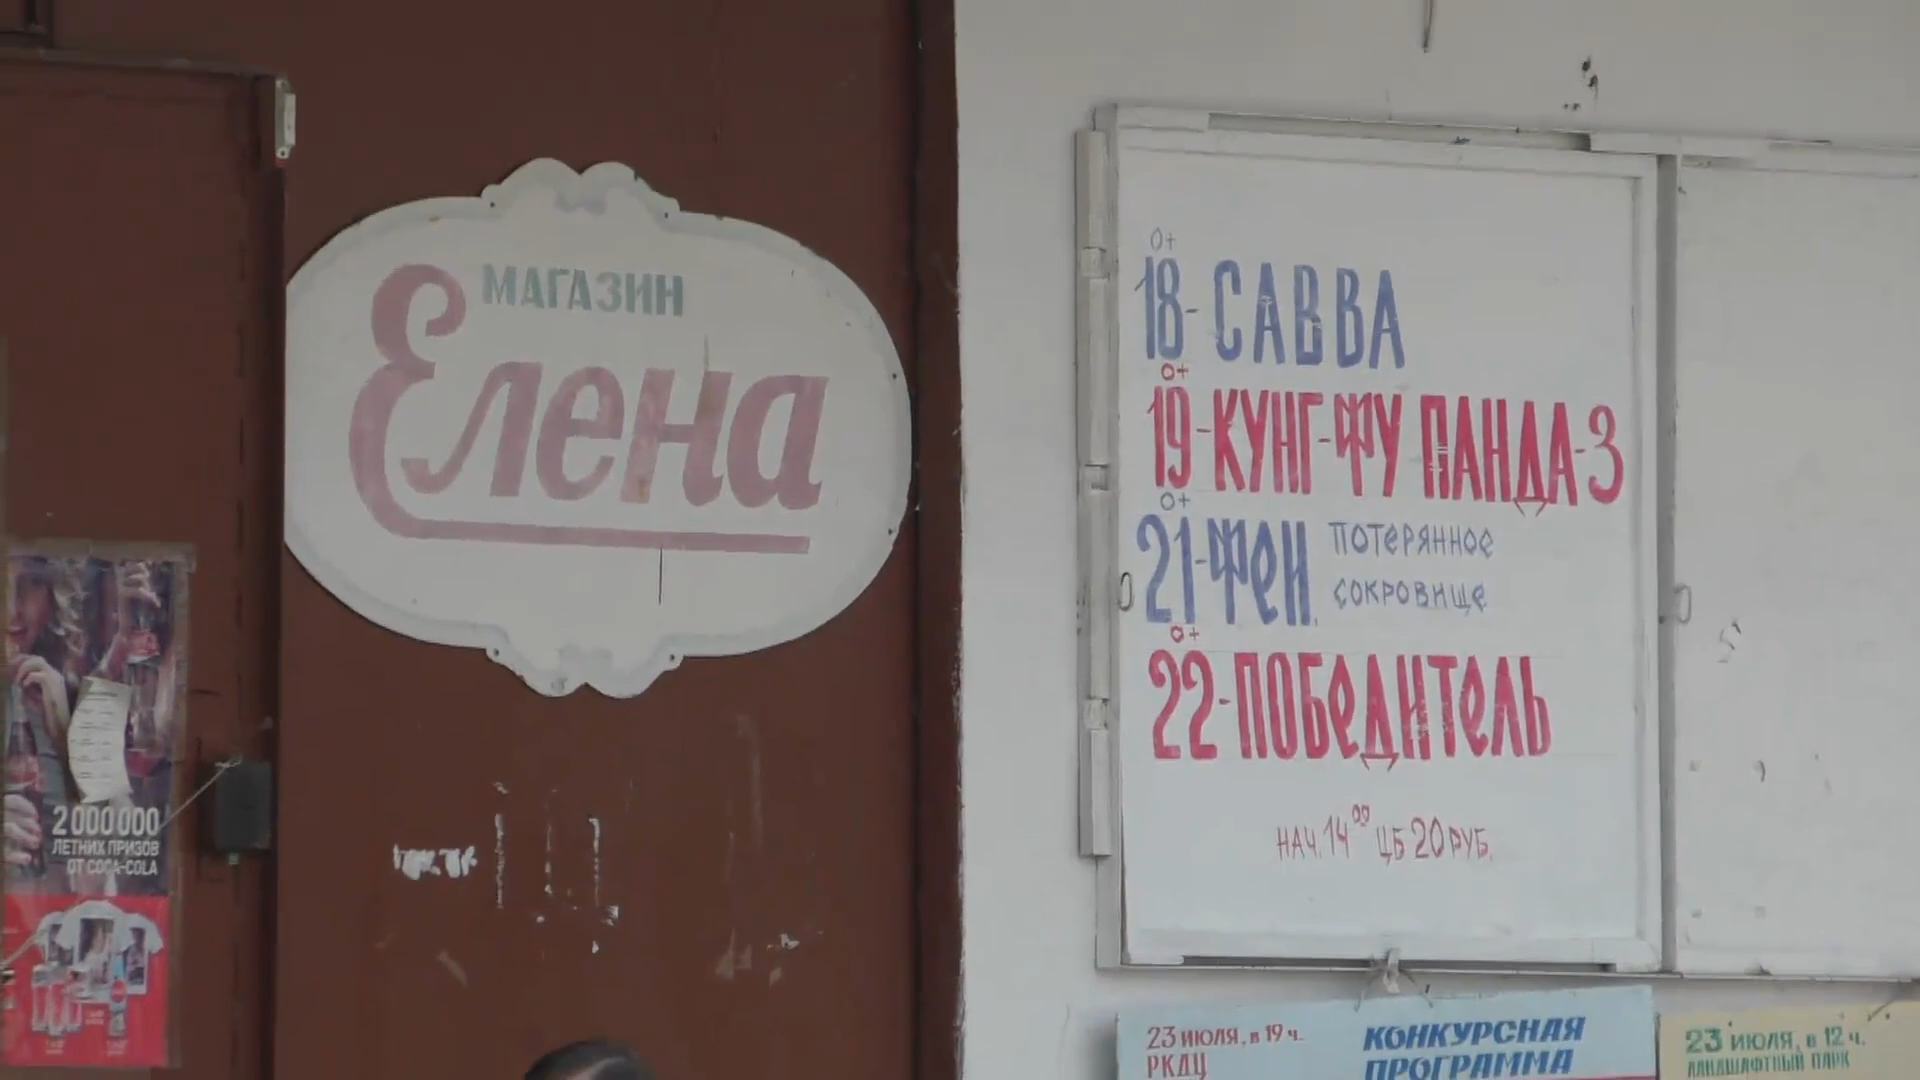 МАГАЗИН
Елена
0+
18-САВВА
0+
19-КУНГ-ФУ ПАНДА-3
0+
21-ФЕИ. ПОТЕРЯННОЕ
СОКРОВИЩЕ
0+
22-ПОБЕДИТЕЛЬ
НАЧ. 14 00 ЦБ 20 РУБ.
2 000 000
ЛЕТНИХ ПРИЗОВ
ОТ COCA-COLA
23 ИЮЛЯ, в 19 ч.
РКДЦ
КОНКУРСНАЯ
ПРОГРАММА
23 ИЮЛЯ, в 12 ч.
ЛАНДШАФТНЫЙ ПАРК